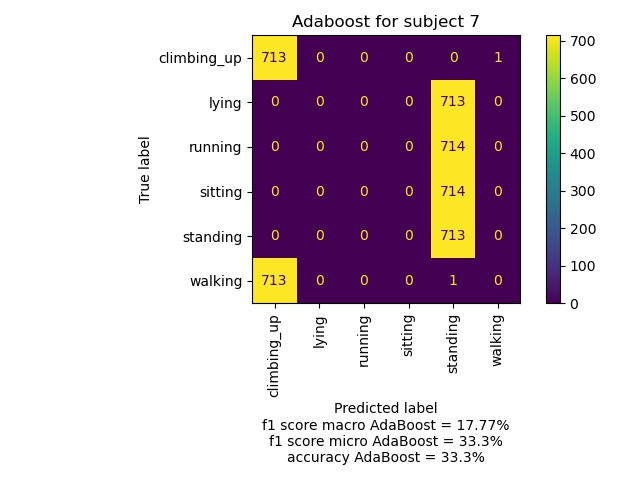 Adaboost for subject 7
climbing_up 713 0 0 0 0 1
lying 0 0 0 0 713 0
running 0 0 0 0 714 0
sitting 0 0 0 0 714 0
standing 0 0 0 0 713 0
walking 713 0 0 0 1 0
True label
climbing_up lying running sitting standing walking
Predicted label
f1 score macro AdaBoost = 17.77%
f1 score micro AdaBoost = 33.3%
accuracy AdaBoost = 33.3%
700
600
500
400
300
200
100
0